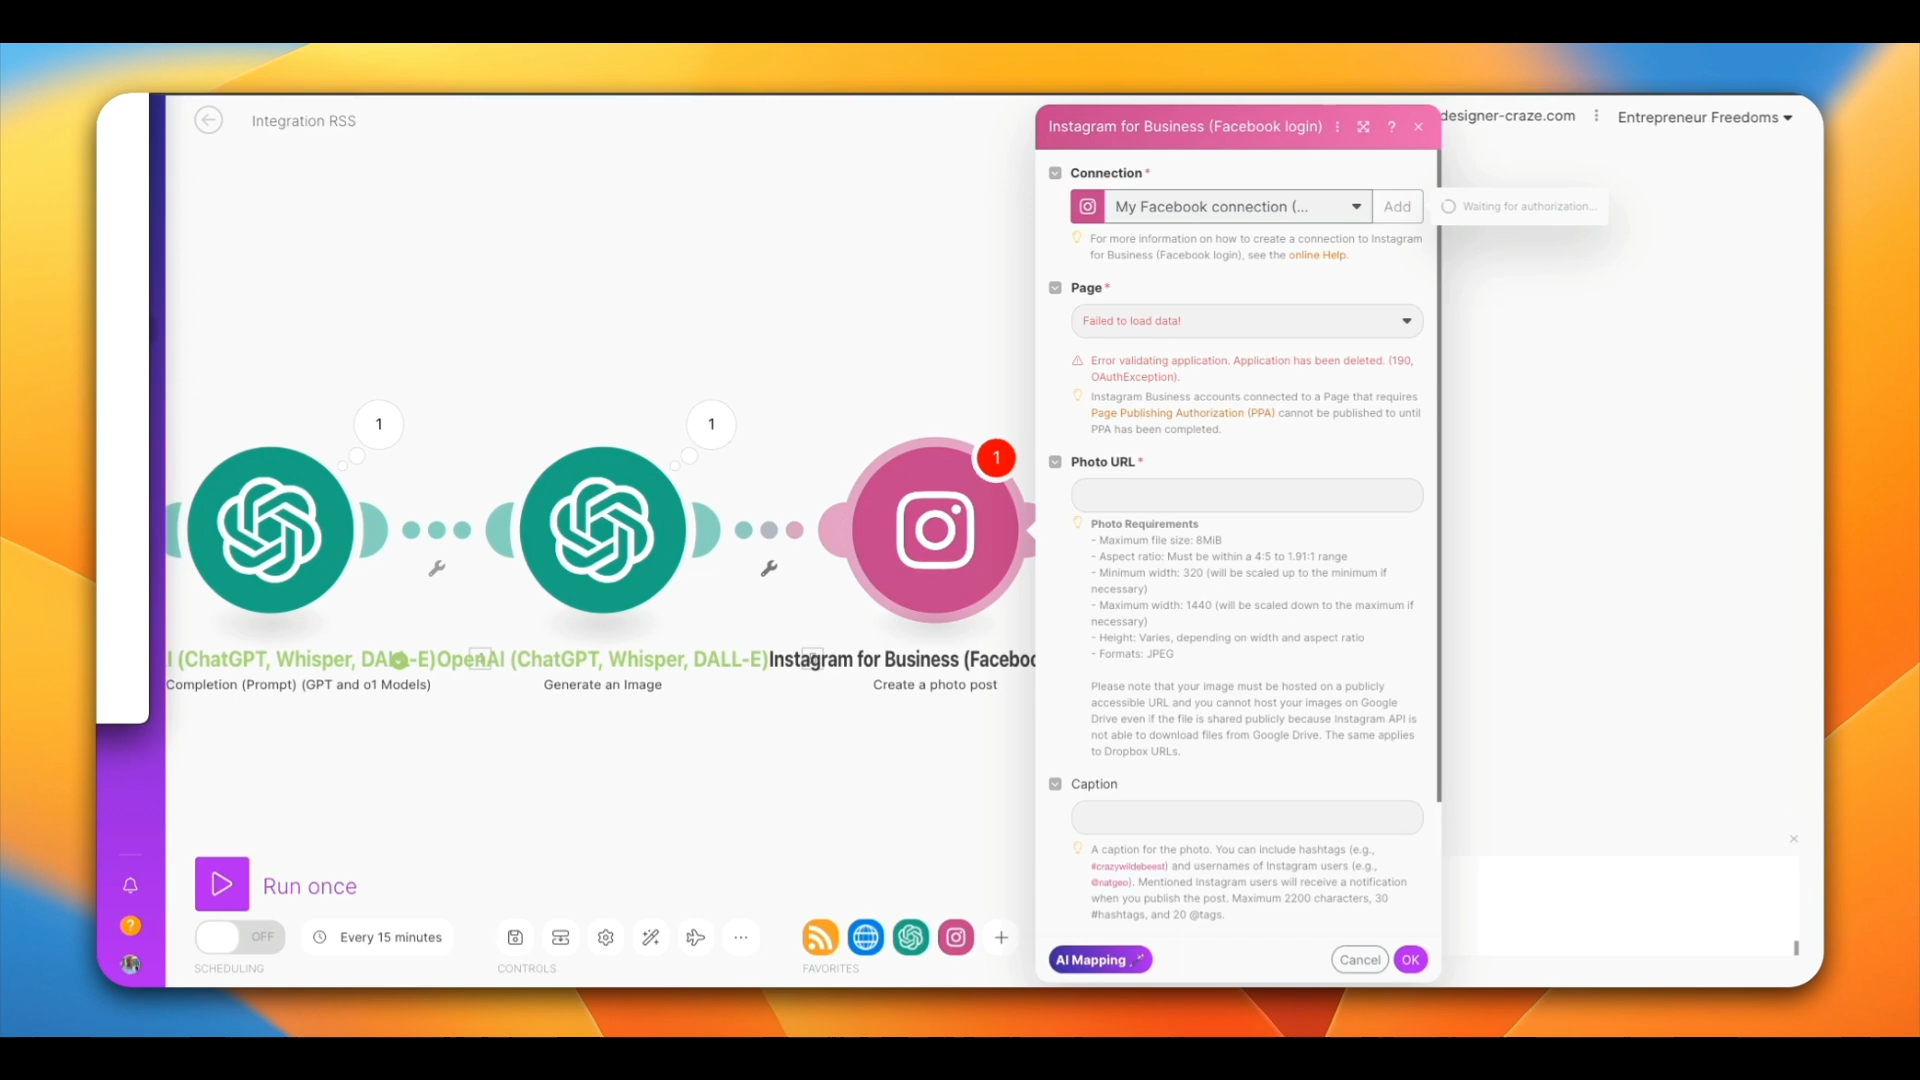 Integration RSS
designer-craze.com
Entrepreneur Freedoms
Instagram for Business (Facebook login)
?
Connection *
My Facebook connection (...
Add
Waiting for authorization...
For more information on how to create a connection to Instagram
for Business (Facebook login), see the online Help.
Page *
Failed to load data!
Error validating application. Application has been deleted. (190,
OAuthException).
Instagram Business accounts connected to a Page that requires
Page Publishing Authorization (PPA) cannot be published to until
PPA has been completed.
Photo URL *
Photo Requirements
- Maximum file size: 8MiB
- Aspect ratio: Must be within a 4:5 to 1.91:1 range
- Minimum width: 320 (will be scaled up to the minimum if
necessary)
- Maximum width: 1440 (will be scaled down to the maximum if
necessary)
- Height: Varies, depending on width and aspect ratio
- Formats: JPEG
Please note that your image must be hosted on a publicly
accessible URL and you cannot host your images on Google
Drive even if the file is shared publicly because Instagram API is
not able to download files from Google Drive. The same applies
to Dropbox URLs.
Caption
A caption for the photo. You can include hashtags (e.g.,
#crazywildebeest) and usernames of Instagram users (e.g.,
@natgeo). Mentioned Instagram users will receive a notification
when you publish the post. Maximum 2200 characters, 30
#hashtags, and 20 @tags.
AI Mapping
Cancel
OK
1
1
1
I (ChatGPT, Whisper, DALL-E)
OpenAI (ChatGPT, Whisper, DALL-E)
Instagram for Business (Faceboo
Completion (Prompt) (GPT and o1 Models)
Generate an Image
Create a photo post
Run once
OFF
Every 15 minutes
SCHEDULING
CONTROLS
FAVORITES
?